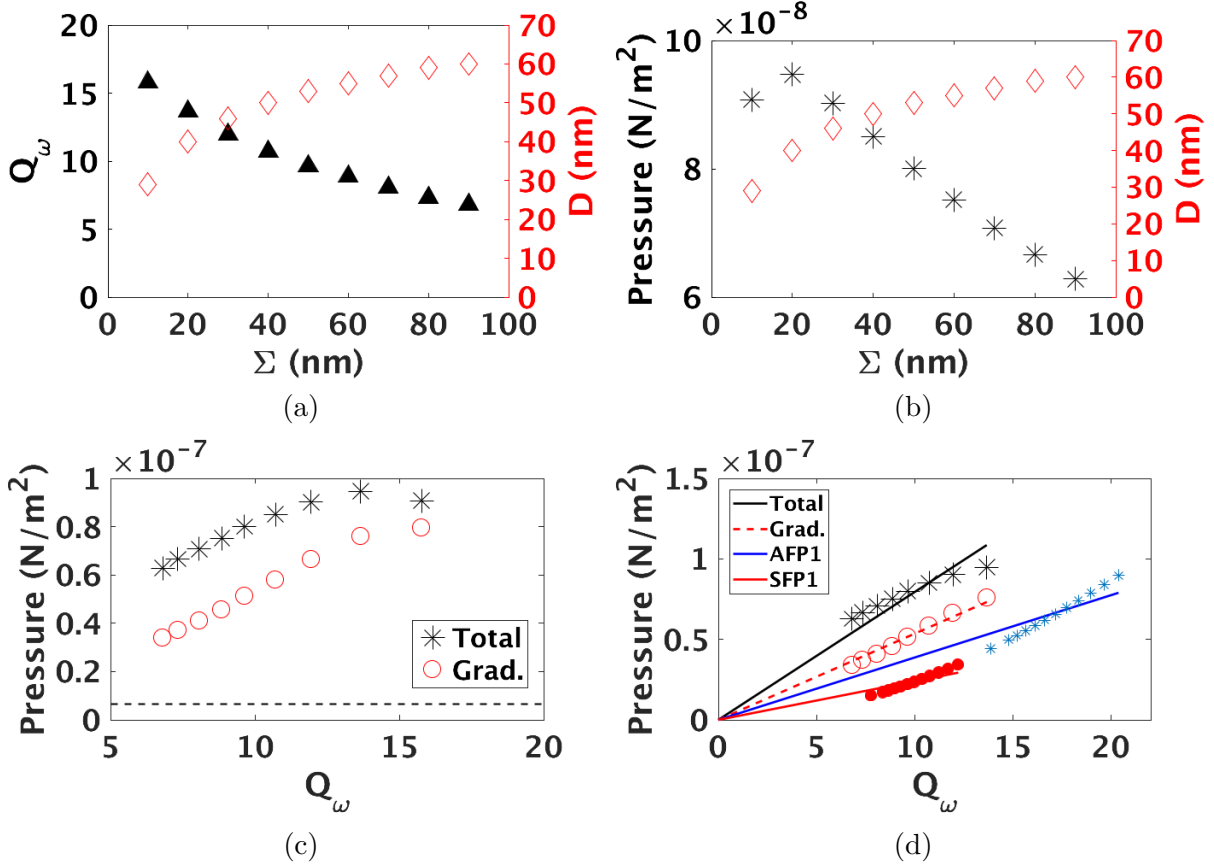 × 10⁻⁸
20
15
10
5
0
Q_ω
70
60
50
40
30
20
10
0
D (nm)
0 20 40 60 80 100
Σ (nm)
(a)
10
8
6
Pressure (N/m²)
70
60
50
40
30
20
10
0
D (nm)
0 20 40 60 80 100
Σ (nm)
(b)
×10⁻⁷
1
0.8
0.6
0.4
0.2
0
Pressure (N/m²)
Total
Grad.
5 10 15 20
Q_ω
(c)
×10⁻⁷
1.5
1
0.5
0
Pressure (N/m²)
Total
Grad.
AFP1
SFP1
0 5 10 15 20
Q_ω
(d)